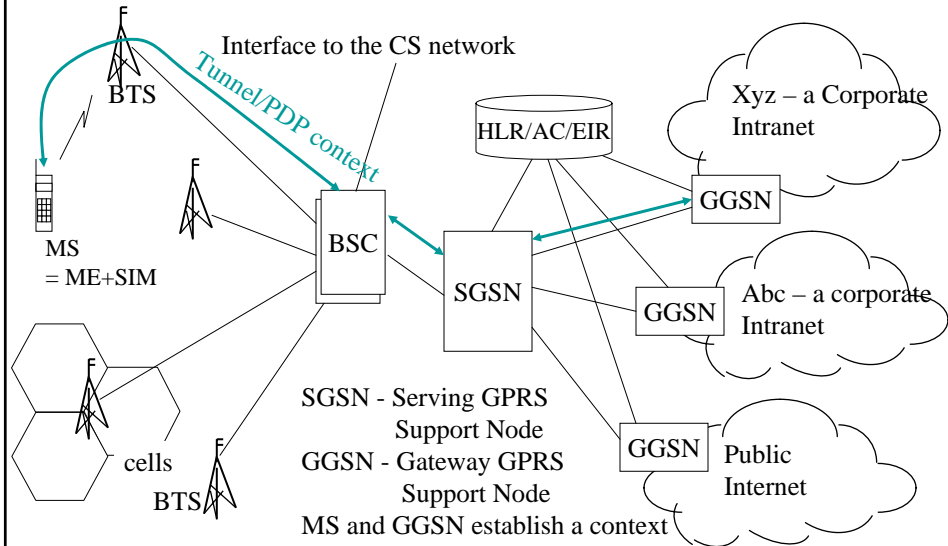 Interface to the CS network
BTS
Tunnel/PDP context
Xyz – a Corporate
Intranet
HLR/AC/EIR
GGSN
MS
= ME+SIM
BSC
SGSN
GGSN
Abc – a corporate
Intranet
SGSN - Serving GPRS
Support Node
GGSN - Gateway GPRS
Support Node
MS and GGSN establish a context
GGSN
Public
Internet
cells
BTS